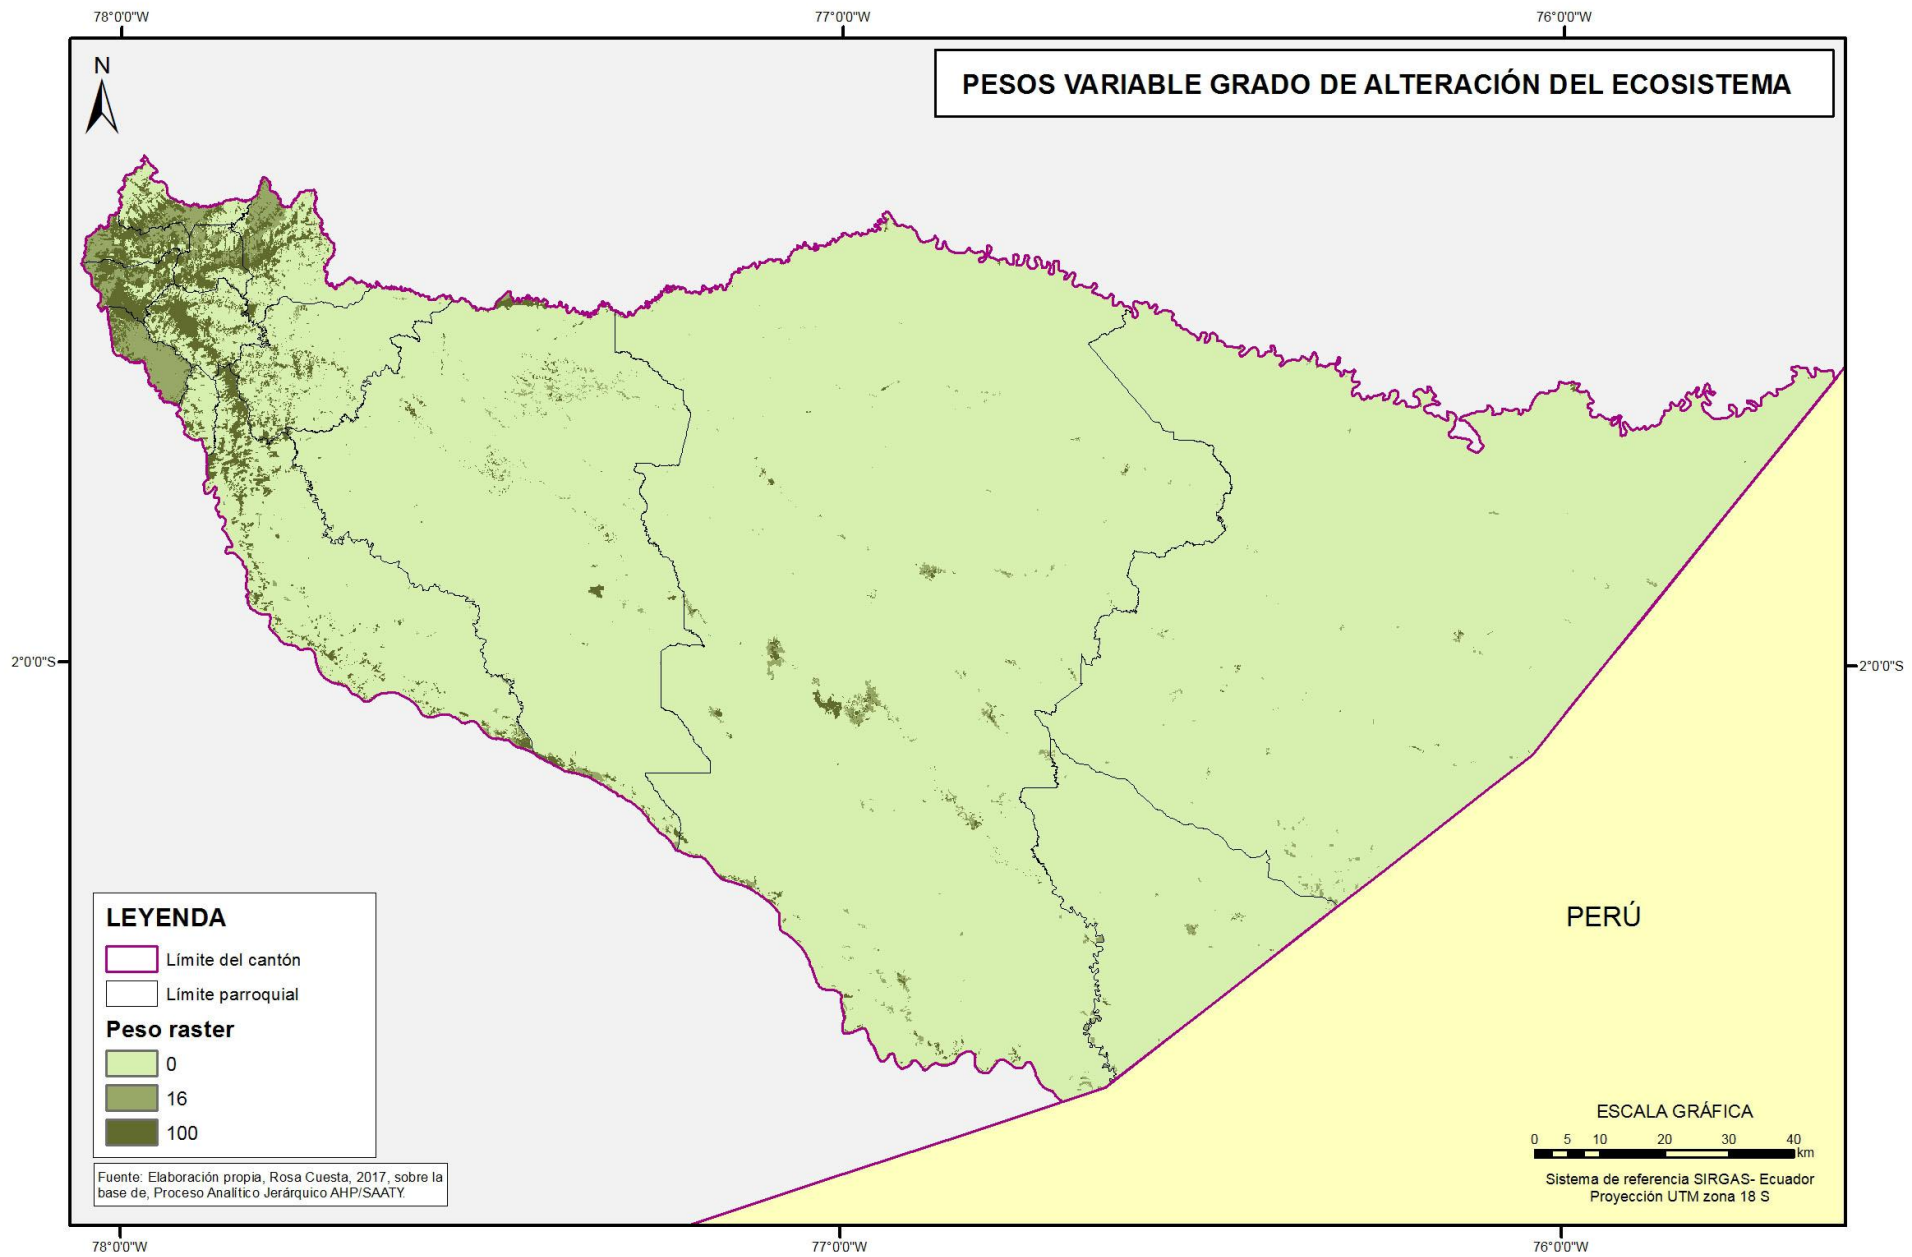 78°0'0"W
77°0'0"W
76°0'0"W
N
PESOS VARIABLE GRADO DE ALTERACIÓN DEL ECOSISTEMA
2°0'0"S
2°0'0"S
PERÚ
LEYENDA
Límite del cantón
Límite parroquial
Peso raster
0
16
100
Fuente: Elaboración propia, Rosa Cuesta, 2017, sobre la
base de, Proceso Analítico Jerárquico AHP/SAATY.
ESCALA GRÁFICA
0 5 10 20 30 40
km
Sistema de referencia SIRGAS- Ecuador
Proyección UTM zona 18 S
78°0'0"W
77°0'0"W
76°0'0"W